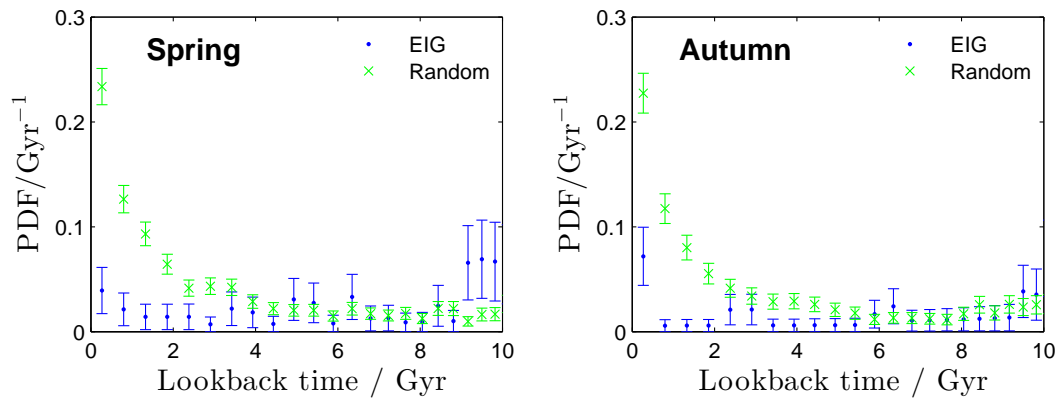 0.3
0.2
0.1
0
PDF/Gyr⁻¹
Spring
EIG
Random
0 2 4 6 8 10
Lookback time / Gyr
0.3
0.2
0.1
0
PDF/Gyr⁻¹
Autumn
EIG
Random
0 2 4 6 8 10
Lookback time / Gyr